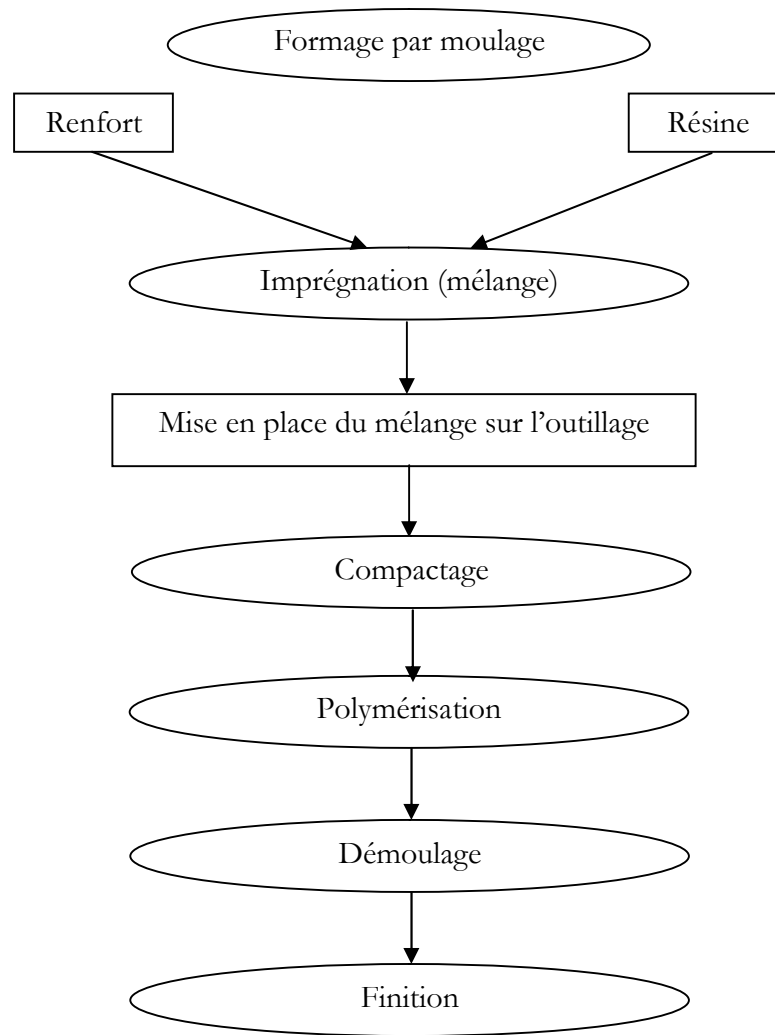 Formage par moulage
Renfort
Résine
Imprégnation (mélange)
Mise en place du mélange sur l’outillage
Compactage
Polymérisation
Démoulage
Finition